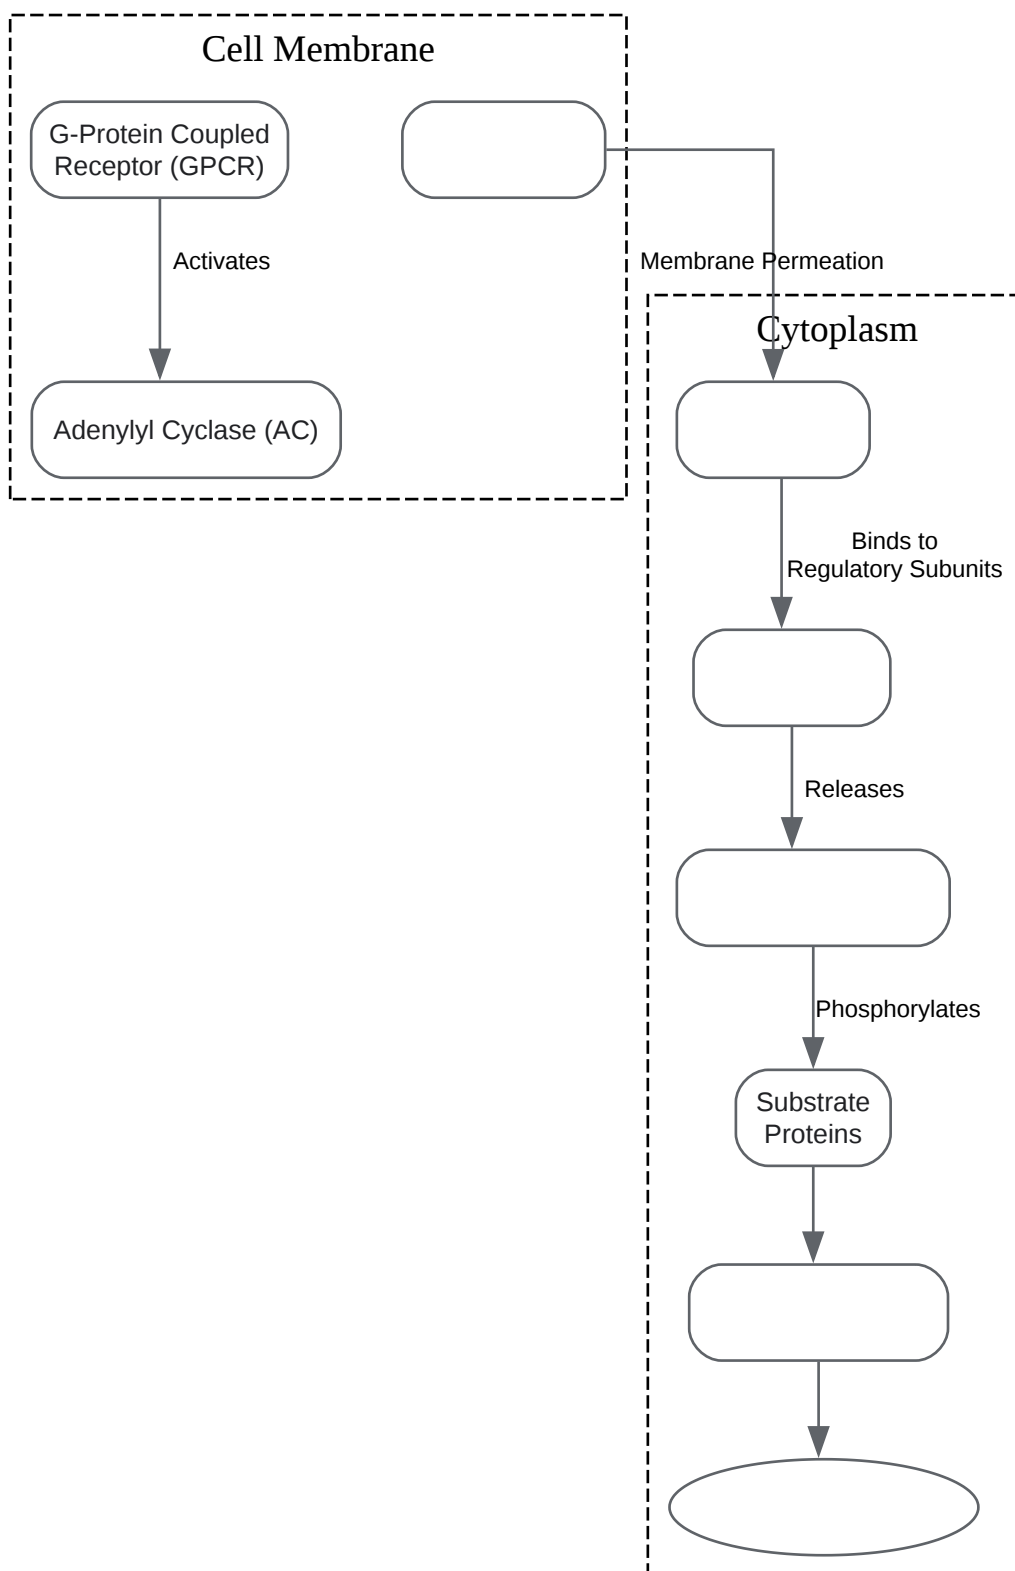 Cell Membrane
G-Protein Coupled
Receptor (GPCR)
Activates
Membrane Permeation
Cytoplasm
Adenylyl Cyclase (AC)
Binds to
Regulatory Subunits
Releases
Phosphorylates
Substrate
Proteins